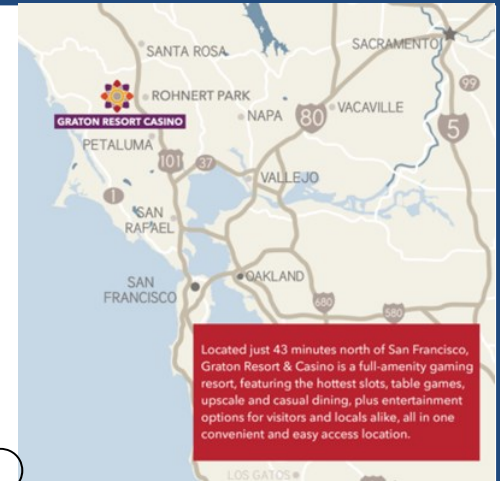 SANTA ROSA
SACRAMENTO
99
ROHNERT PARK
GRATON RESORT CASINO
NAPA
80
VACAVILLE
5
PETALUMA
101
37
VALLEJO
1
SAN
RAFAEL
OAKLAND
SAN
FRANCISCO
680
580
Located just 43 minutes north of San Francisco,
Graton Resort & Casino is a full-amenity gaming
resort, featuring the hottest slots, table games,
upscale and casual dining, plus entertainment
options for visitors and locals alike, all in one
convenient and easy access location.
LOS GATOS